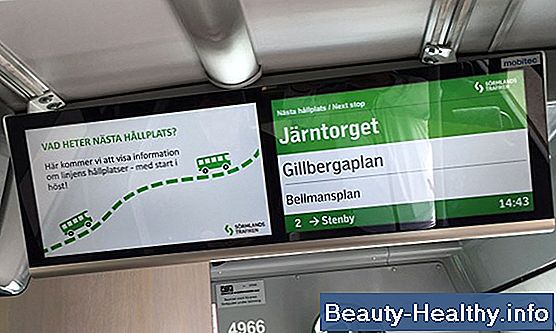 mobitec
VAD HETER NÄSTA HÅLLPLATS?
Här kommer vi att visa information
om linjens hållplatser - med start i
höst!
SÖRMLANDS
TRAFIKEN
Nästa hållplats / Next stop
SÖRMLANDS
TRAFIKEN
Järntorget
Gillbergaplan
Bellmansplan
2 → Stenby
14:43
4966
Beauty-Healthy.info